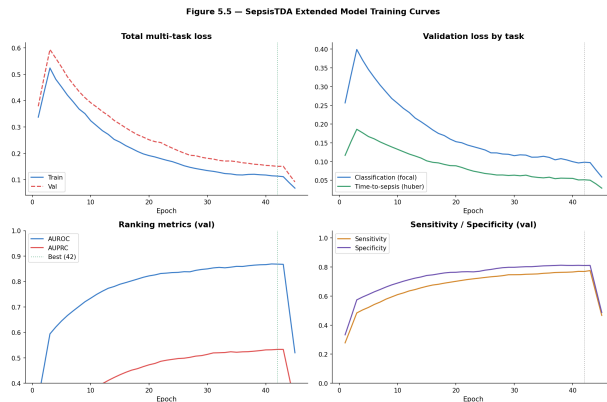 Figure 5.5 — SepsisTDA Extended Model Training Curves
Total multi-task loss
0.6
0.5
0.4
0.3
0.2
0.1
Train
Val
0
10
20
30
40
Epoch
Validation loss by task
0.40
0.35
0.30
0.25
0.20
0.15
0.10
0.05
Classification (focal)
Time-to-sepsis (huber)
0
10
20
30
40
Epoch
Ranking metrics (val)
1.0
0.9
0.8
0.7
0.6
0.5
0.4
AUROC
AUPRC
Best (42)
0
10
20
30
40
Epoch
Sensitivity / Specificity (val)
1.0
0.8
0.6
0.4
0.2
0.0
Sensitivity
Specificity
0
10
20
30
40
Epoch